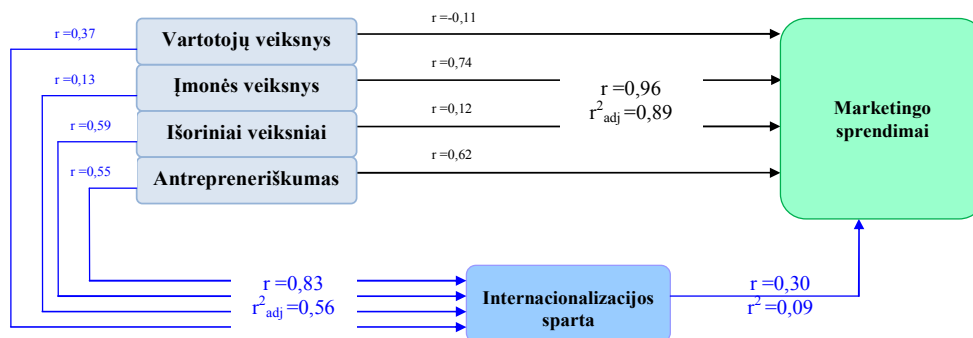 r =0,37
Vartotojų veiksnys
r =-0,11
r =0,13
Įmonės veiksnys
r =0,74
r =0,96
r²adj =0,89
r =0,59
Išoriniai veiksniai
r =0,12
r =0,55
Antrepreneriškumas
r =0,62
Marketingo
sprendimai
r =0,83
r²adj =0,56
Internacionalizacijos
sparta
r =0,30
r² =0,09